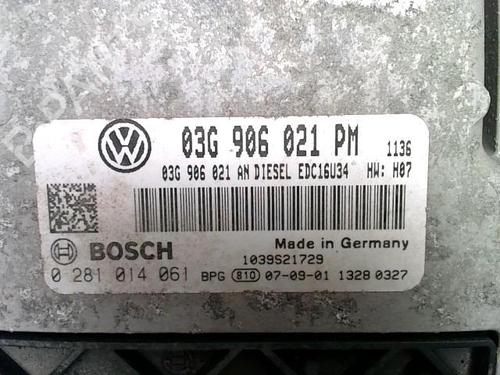 03G 906 021 PM 1136
03G 906 021 AN DIESEL EDC16U34 HW: H07
BOSCH
Made in Germany
1039S21729
0 281 014 061 BPG 810 07-09-01 1328 0327